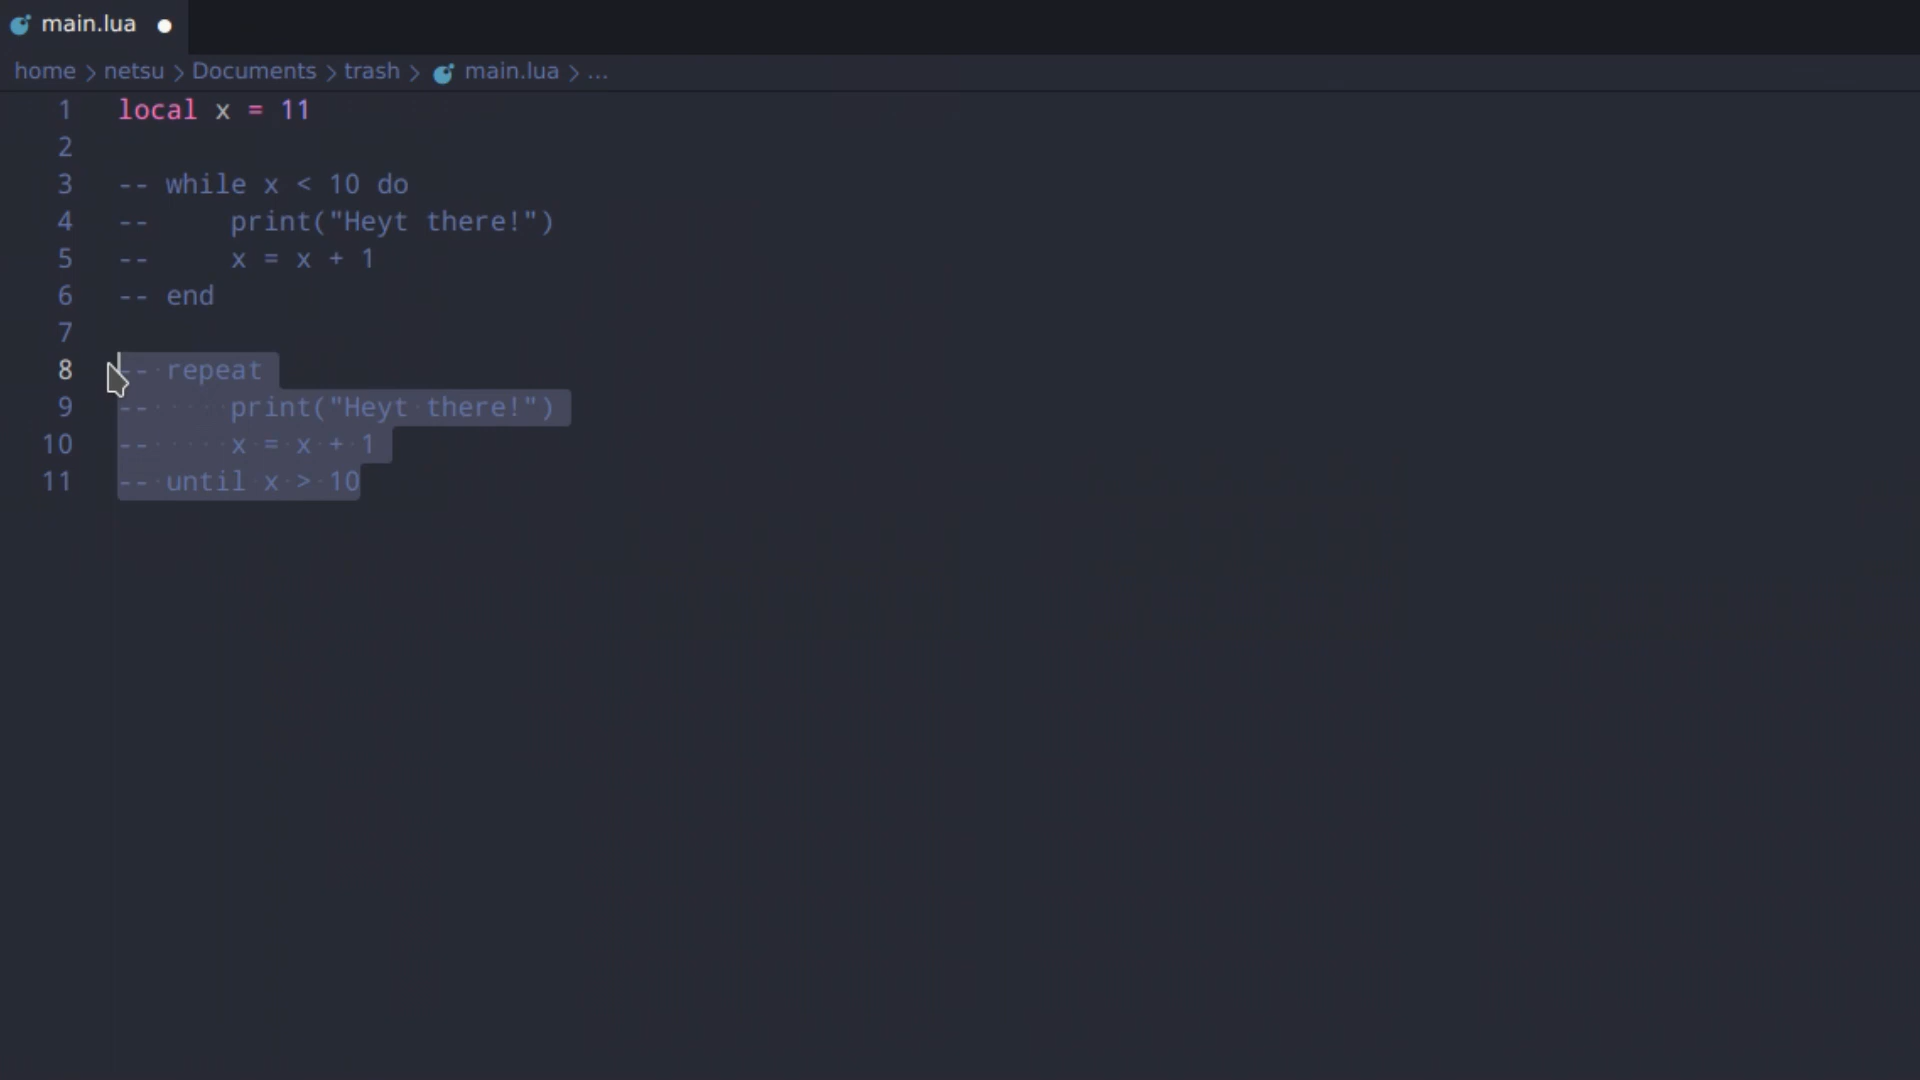 main.lua
home > netsu > Documents > trash > main.lua > ...
1 local x = 11
2
3 -- while x < 10 do
4 --     print("Heyt there!")
5 --     x = x + 1
6 -- end
7
8 -- repeat
9 --     print("Heyt there!")
10 --     x = x + 1
11 -- until x > 10